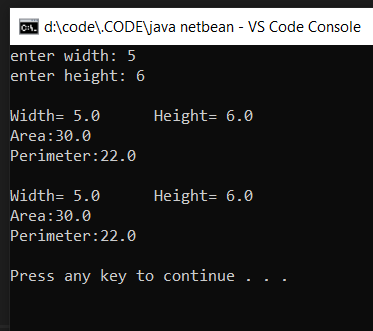 d:\code\.CODE\java netbean - VS Code Console
enter width: 5
enter height: 6
Width= 5.0      Height= 6.0
Area:30.0
Perimeter:22.0
Width= 5.0      Height= 6.0
Area:30.0
Perimeter:22.0
Press any key to continue . . .